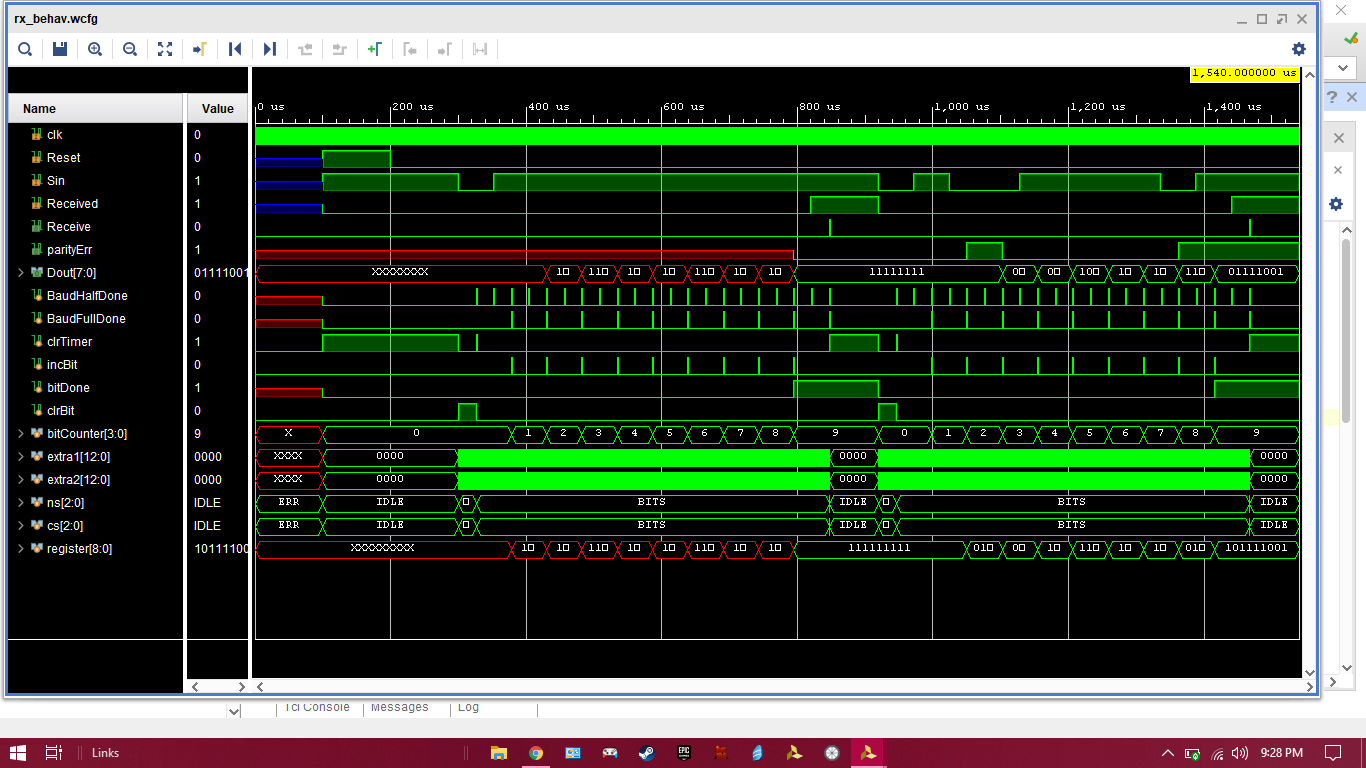 rx_behav.wcfg
1,540.000000 us
Name Value
0 us 200 us 400 us 600 us 800 us 1,000 us 1,200 us 1,400 us
clk 0
Reset 0
Sin 1
Received 1
Receive 0
parityErr 1
Dout[7:0] 01111001 XXXXXXXX 10 110 10 10 110 10 10 11111111 00 00 100 10 10 110 01111001
BaudHalfDone 0
BaudFullDone 0
clrTimer 1
incBit 0
bitDone 1
clrBit 0
bitCounter[3:0] 9 X 0 1 2 3 4 5 6 7 8 9 0 1 2 3 4 5 6 7 8 9
extra1[12:0] 0000 XXXX 0000 0000 0000
extra2[12:0] 0000 XXXX 0000 0000 0000
ns[2:0] IDLE ERR IDLE BITS IDLE BITS IDLE
cs[2:0] IDLE ERR IDLE BITS IDLE BITS IDLE
register[8:0] 10111100 XXXXXXXXX 10 10 110 10 10 110 10 10 111111111 010 00 10 110 10 10 010 101111001
Tcl Console Messages Log
Links 9:28 PM